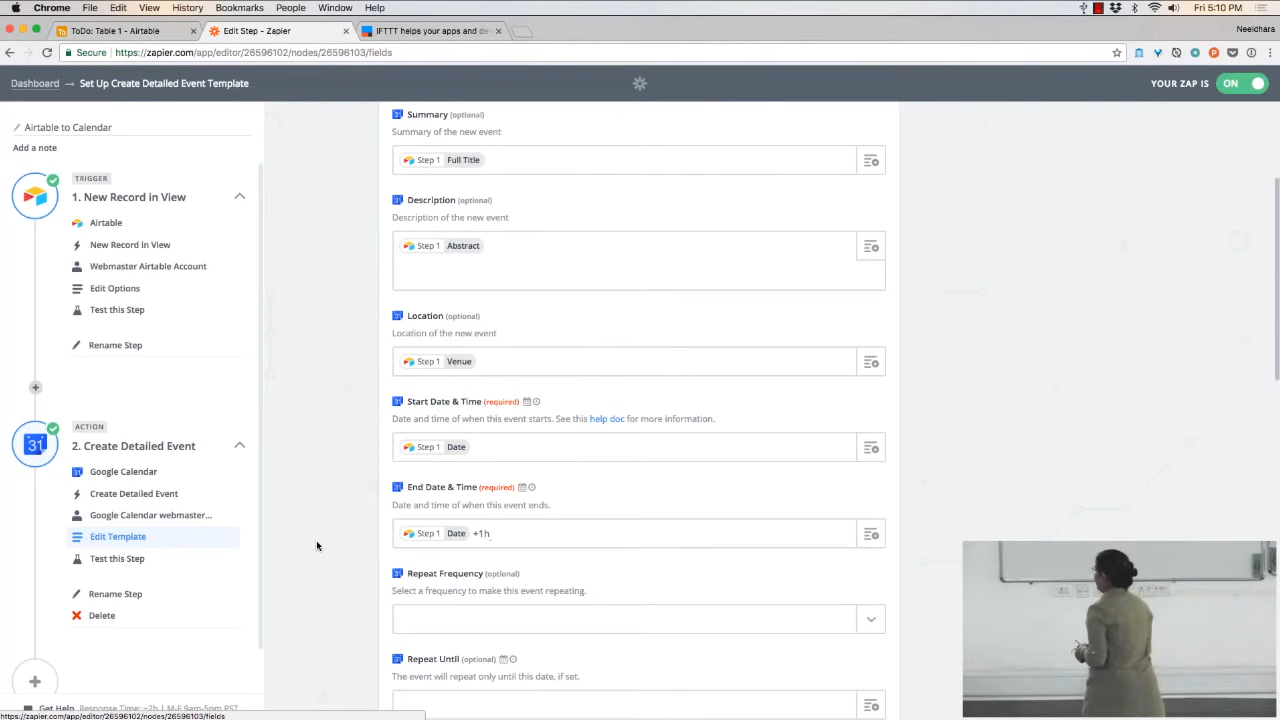 Chrome File Edit View History Bookmarks People Window Help
Fri 5:10 PM
ToDo: Table 1 - Airtable
Edit Step - Zapier
IFTTT helps your apps and dev
Neeldhara
Secure https://zapier.com/app/editor/26596102/nodes/26596103/fields
Dashboard → Set Up Create Detailed Event Template
YOUR ZAP IS ON
Airtable to Calendar
Add a note
TRIGGER
1. New Record in View
Airtable
New Record in View
Webmaster Airtable Account
Edit Options
Test this Step
Rename Step
ACTION
31
2. Create Detailed Event
Google Calendar
Create Detailed Event
Google Calendar webmaster...
Edit Template
Test this Step
Rename Step
Delete
Get Help Response Time: ~2h | M-F 9am-5pm PST
https://zapier.com/app/editor/26596102/nodes/26596103/fields
Summary (optional)
Summary of the new event
Step 1 Full Title
Description (optional)
Description of the new event
Step 1 Abstract
Location (optional)
Location of the new event
Step 1 Venue
Start Date & Time (required)
Date and time of when this event starts. See this help doc for more information.
Step 1 Date
End Date & Time (required)
Date and time of when this event ends.
Step 1 Date +1h
Repeat Frequency (optional)
Select a frequency to make this event repeating.
Repeat Until (optional)
The event will repeat only until this date, if set.